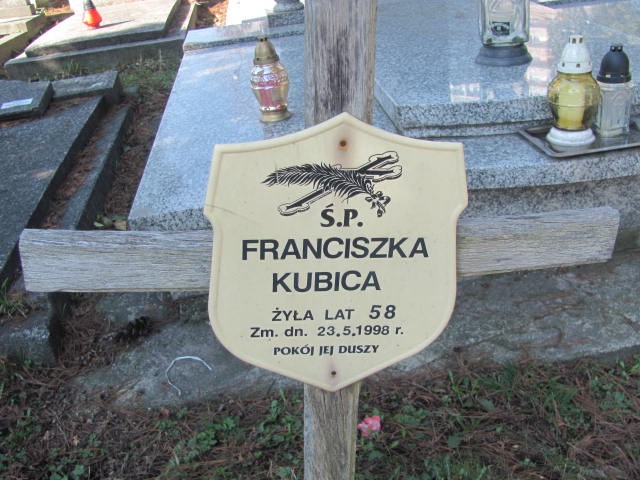 Ś.P.
FRANCISZKA
KUBICA
ŻYŁA LAT 58
Zm. dn. 23.5.1998 r.
POKÓJ JEJ DUSZY